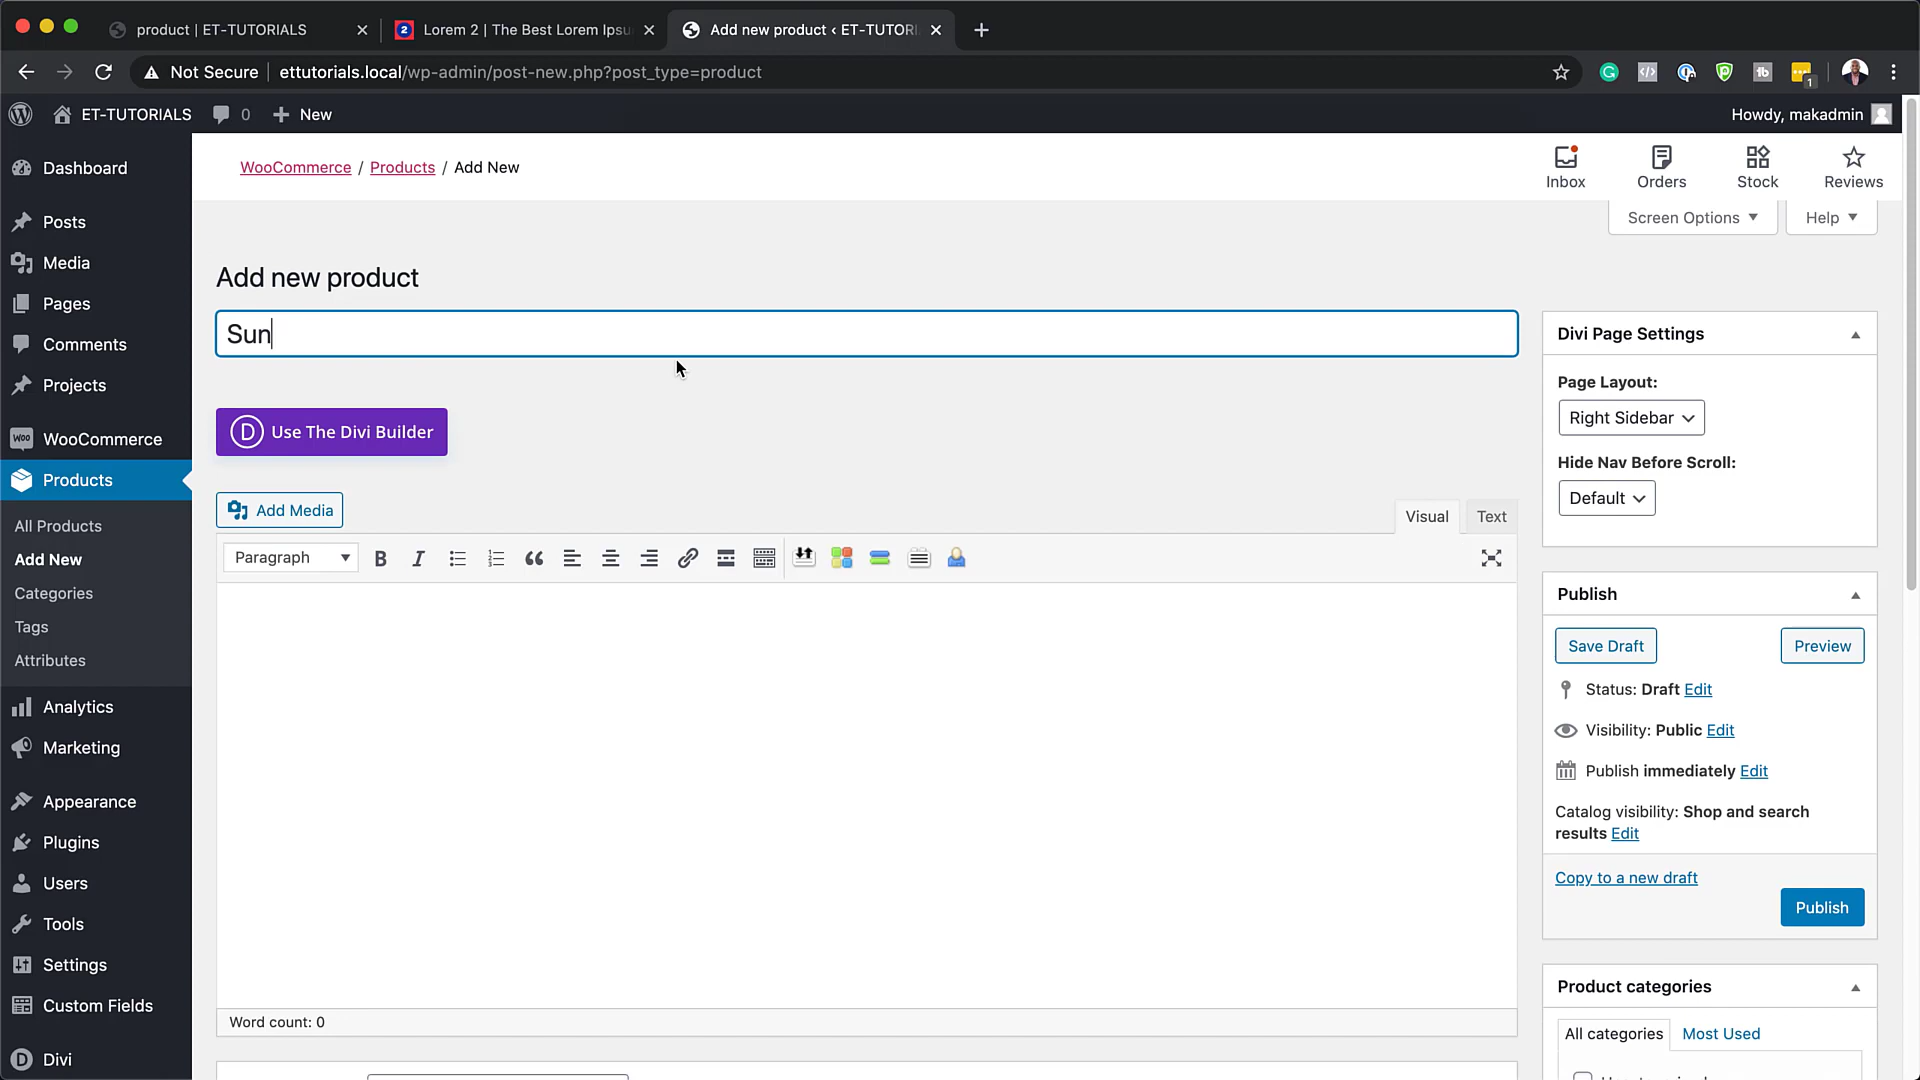 product | ET-TUTORIALS
Lorem 2 | The Best Lorem Ipsu
Add new product ‹ ET-TUTORI
Not Secure
ettutorials.local/wp-admin/post-new.php?post_type=product
1
ET-TUTORIALS
0
New
Howdy, makadmin
Dashboard
Posts
Media
Pages
Comments
Projects
WooCommerce
Products
All Products
Add New
Categories
Tags
Attributes
Analytics
Marketing
Appearance
Plugins
Users
Tools
Settings
Custom Fields
Divi
WooCommerce / Products / Add New
Inbox
Orders
Stock
Reviews
Screen Options
Help
Add new product
Sun
Use The Divi Builder
Add Media
Visual
Text
Paragraph
Word count: 0
Divi Page Settings
Page Layout:
Right Sidebar
Hide Nav Before Scroll:
Default
Publish
Save Draft
Preview
Status: Draft Edit
Visibility: Public Edit
Publish immediately Edit
Catalog visibility: Shop and search
results Edit
Copy to a new draft
Publish
Product categories
All categories
Most Used